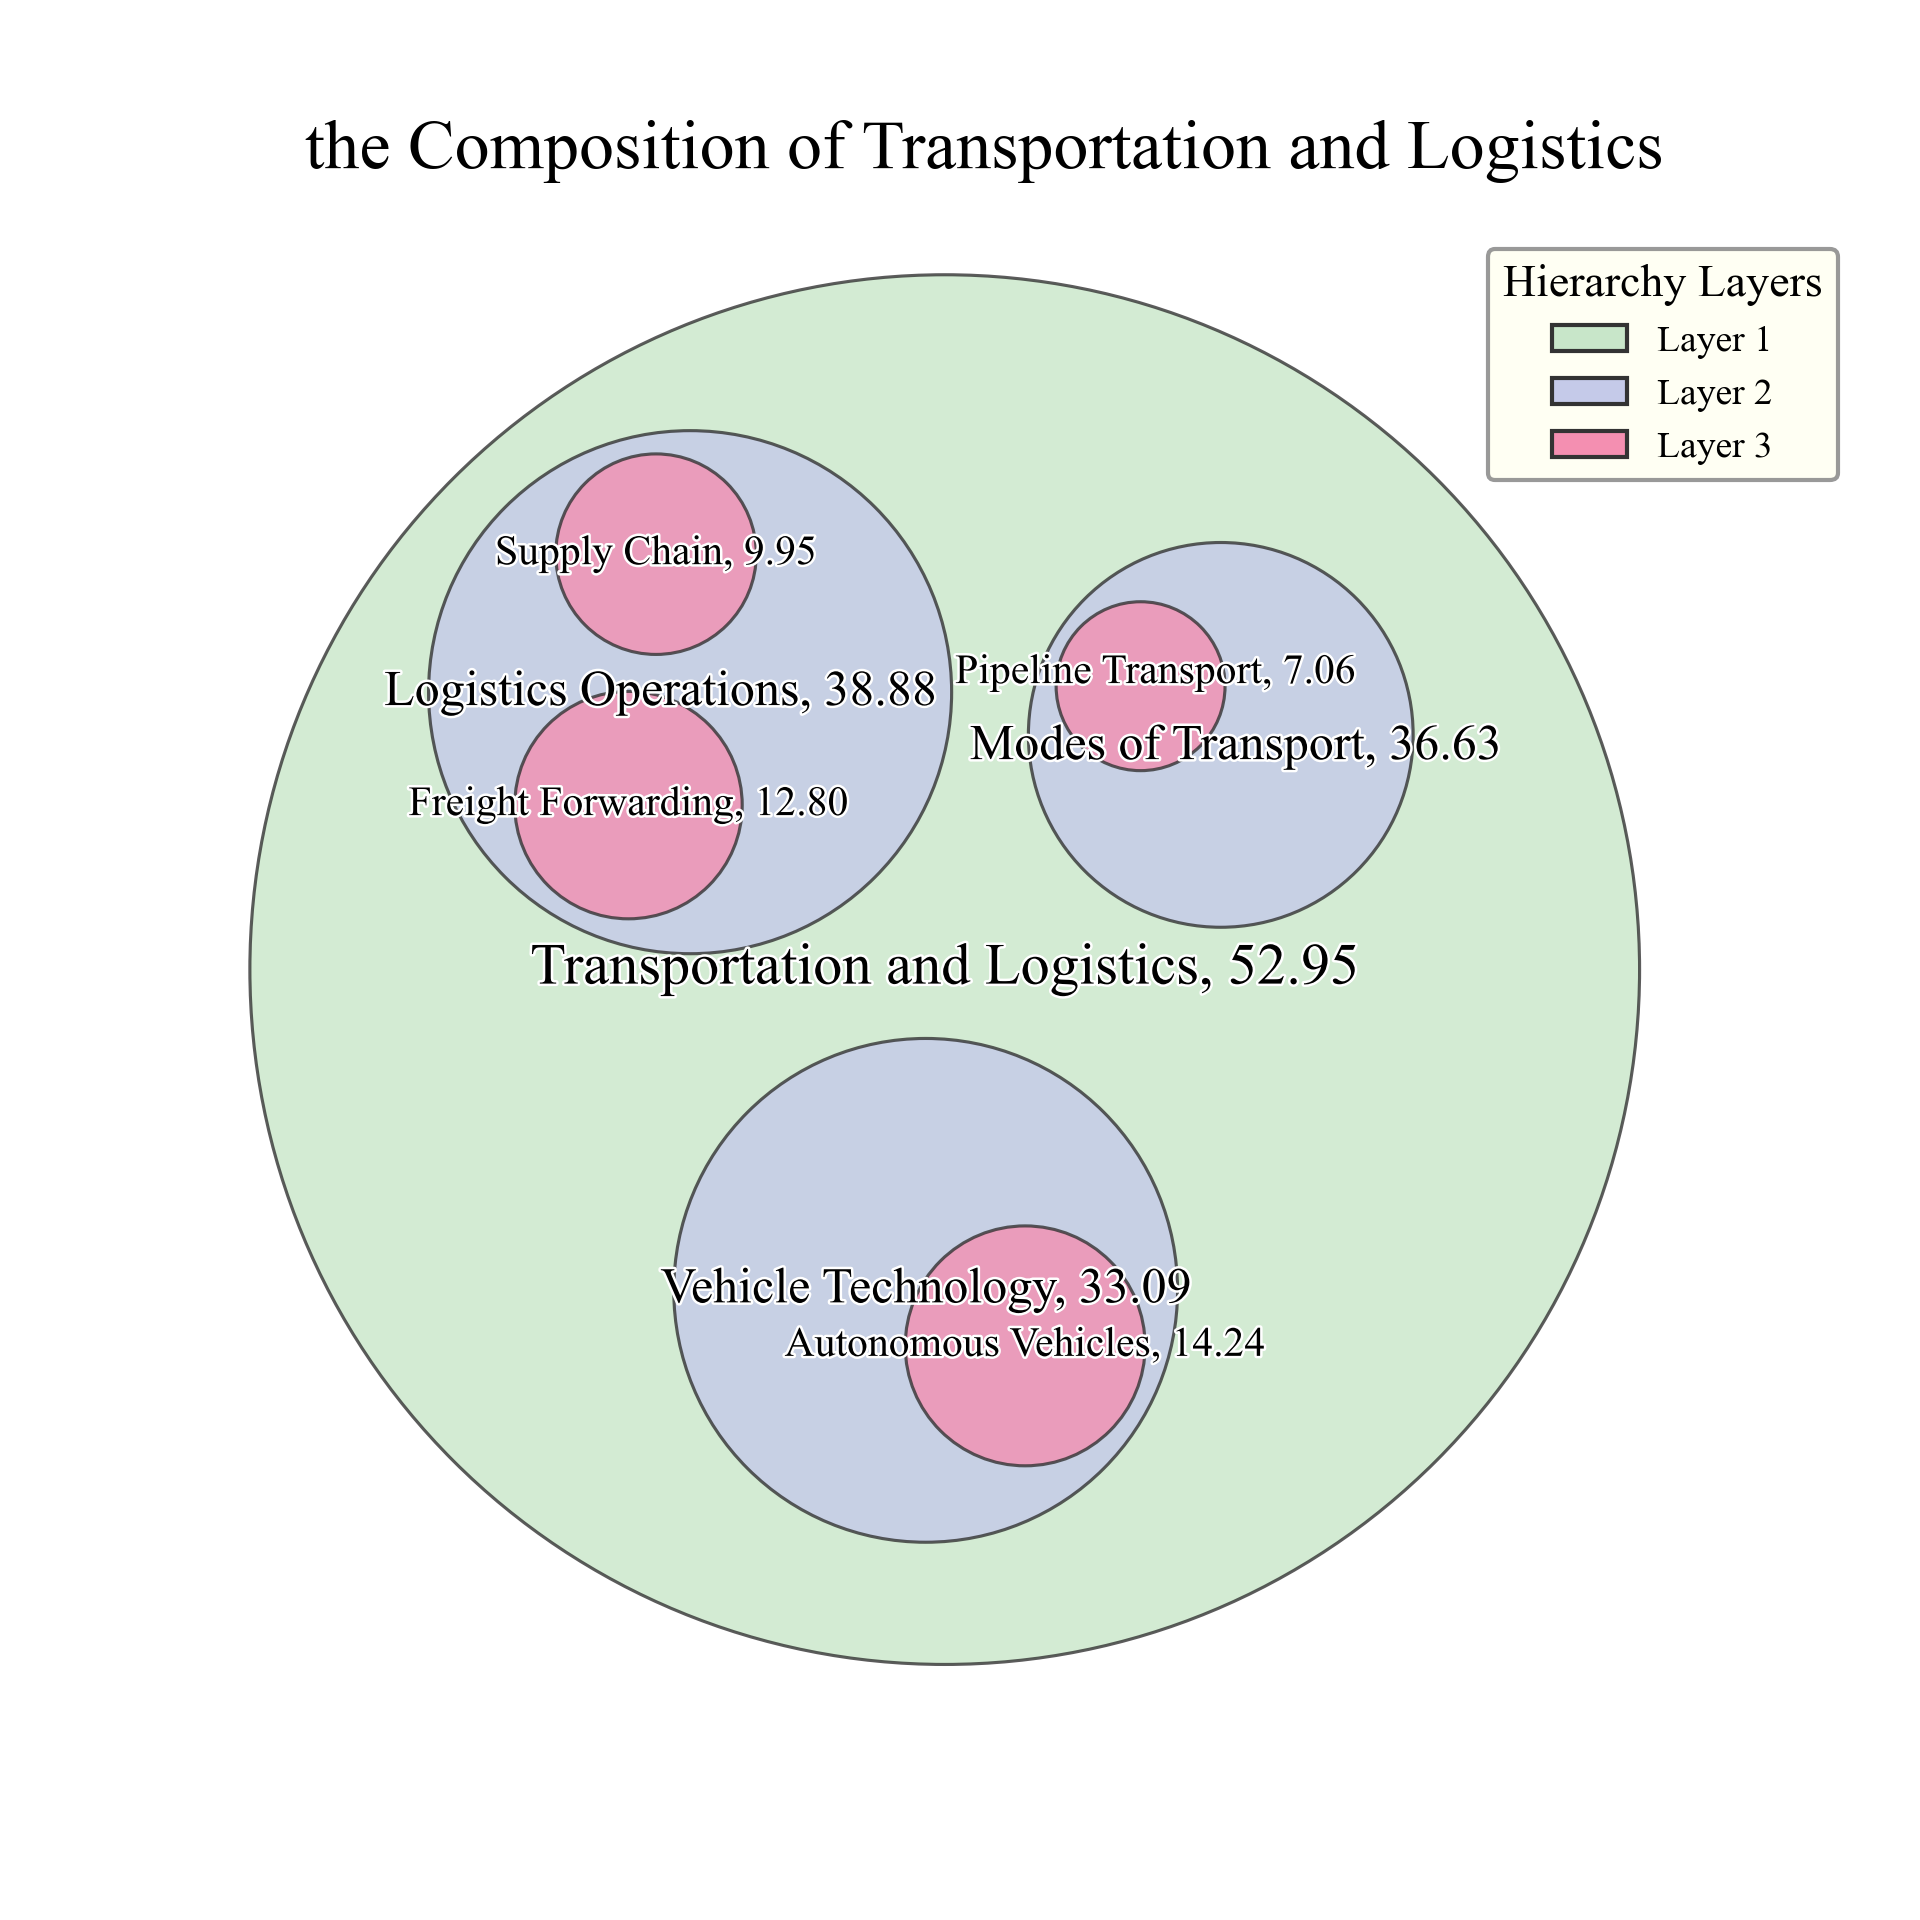 the Composition of Transportation and Logistics
Hierarchy Layers
Layer 1
Layer 2
Layer 3
Supply Chain, 9.95
Pipeline Transport, 7.06
Logistics Operations, 38.88
Modes of Transport, 36.63
Freight Forwarding, 12.80
Transportation and Logistics, 52.95
Vehicle Technology, 33.09
Autonomous Vehicles, 14.24